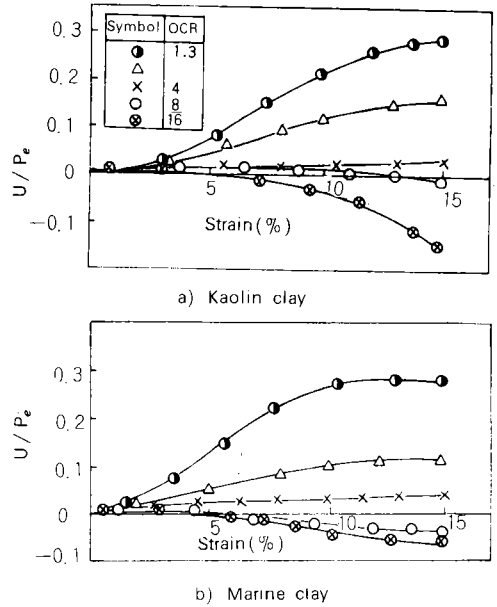 a
Symbol OCR
1.3
4
8
16
0.3
0.2
0.1
0
-0.1
U / Pe
5 10 15
Strain (%)
a) Kaolin clay
0.3
0.2
0.1
0
-0.1
U / Pe
5 10 15
Strain (%)
b) Marine clay